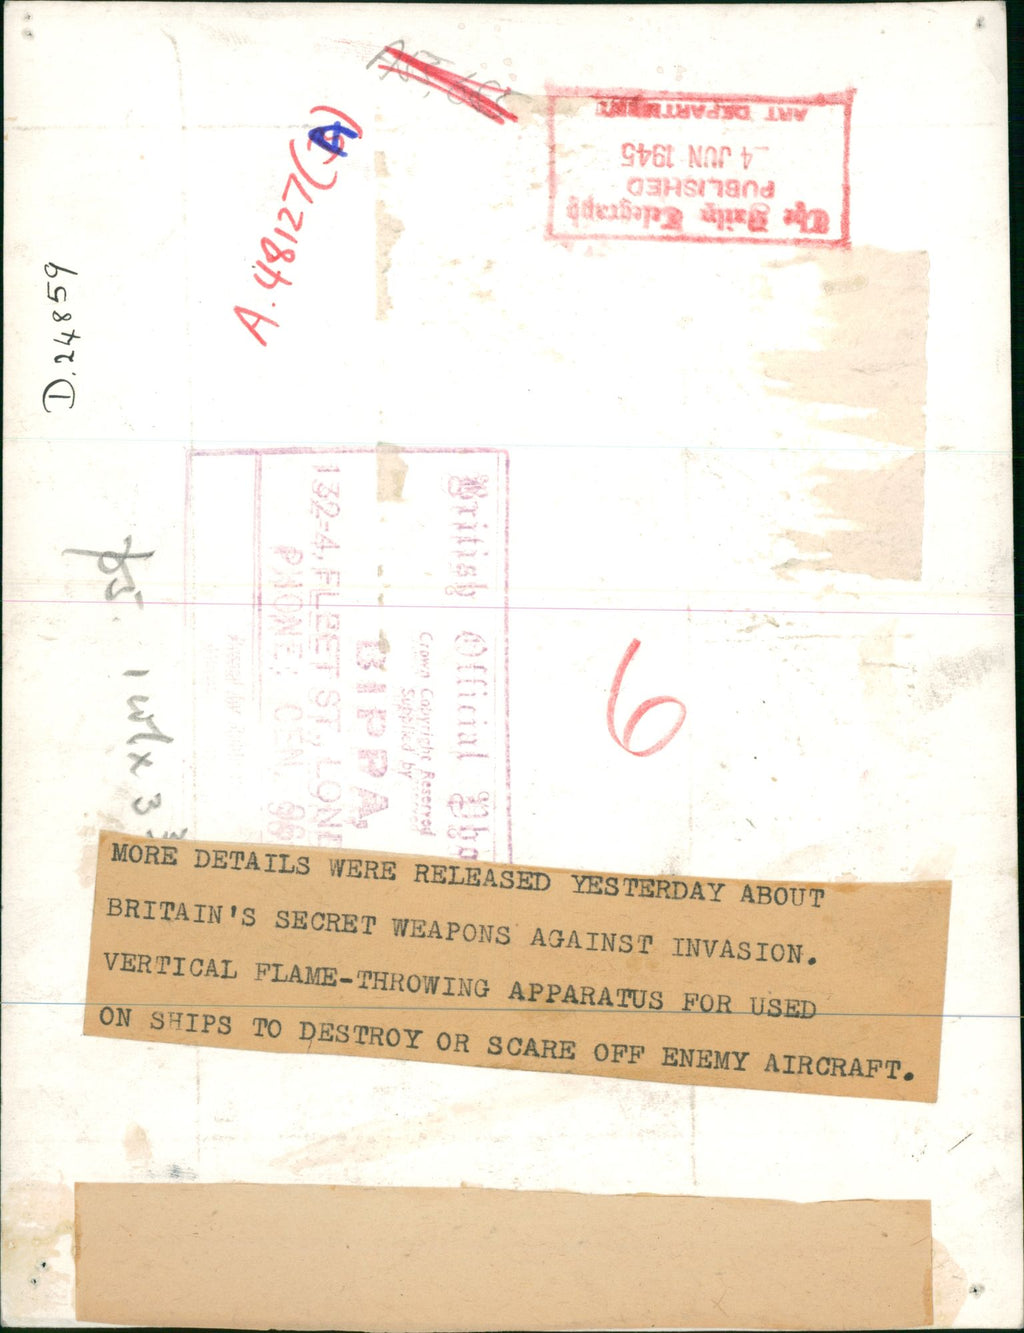 The Daily Telegraph
PUBLISHED
4 JUN 1945
ART DEPARTMENT
A.48127(A)
D.24859
British Official
Crown Copyright Reserved
Supplied by
BIPPA.
132-4, FLEET ST., LOND
PHONE: CEN.
6
MORE DETAILS WERE RELEASED YESTERDAY ABOUT
BRITAIN'S SECRET WEAPONS AGAINST INVASION.
VERTICAL FLAME-THROWING APPARATUS FOR USED
ON SHIPS TO DESTROY OR SCARE OFF ENEMY AIRCRAFT.